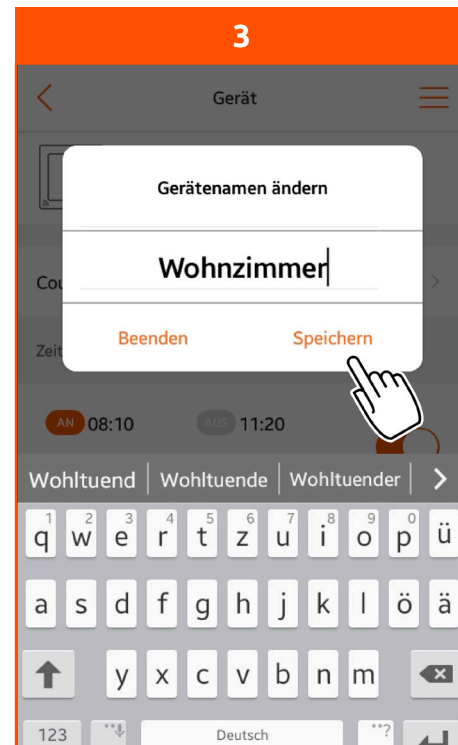 3
Gerät
Gerätenamen ändern
Wohnzimmer
Cou
Beenden Speichern
Zeit
AN 08:10 AUS 11:20
Wohltuend Wohltuende Wohltuender
1 2 3 4 5 6 7 8 9 0
q w e r t z u i o p ü
a s d f g h j k l ö ä
y x c v b n m
123 Deutsch ?